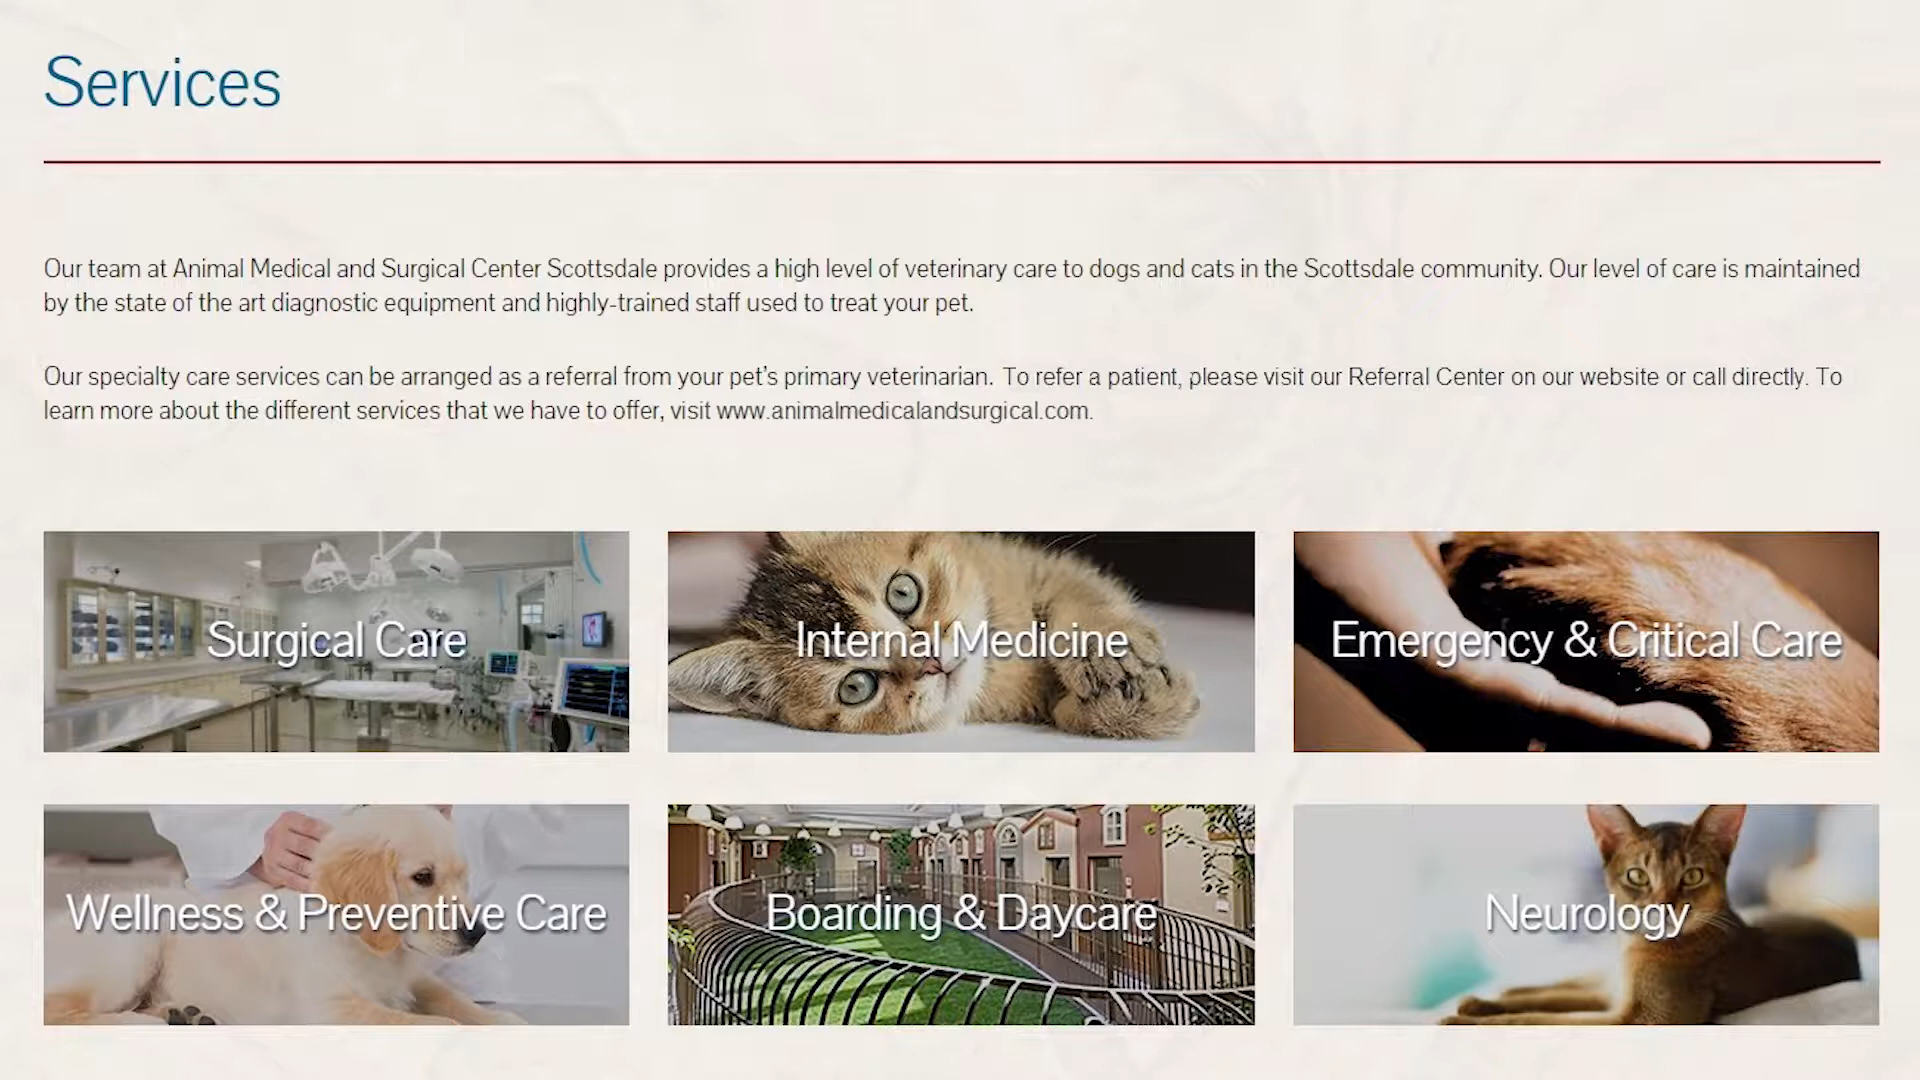 Services
Our team at Animal Medical and Surgical Center Scottsdale provides a high level of veterinary care to dogs and cats in the Scottsdale community. Our level of care is maintained
by the state of the art diagnostic equipment and highly-trained staff used to treat your pet.
Our specialty care services can be arranged as a referral from your pet's primary veterinarian. To refer a patient, please visit our Referral Center on our website or call directly. To
learn more about the different services that we have to offer, visit www.animalmedicalandsurgical.com.
Surgical Care
Internal Medicine
Emergency & Critical Care
Wellness & Preventive Care
Boarding & Daycare
Neurology